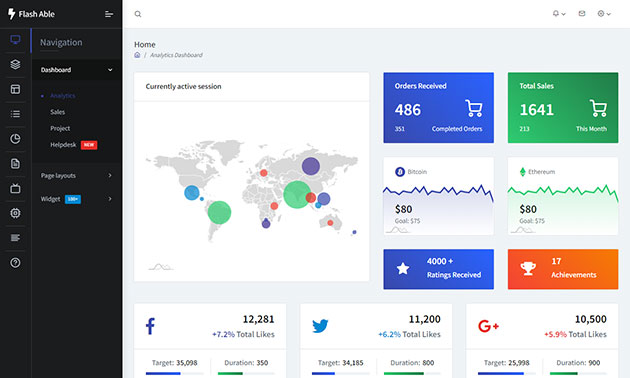 Flash Able
Navigation
Dashboard
Analytics
Sales
Project
Helpdesk NEW
Page layouts
Widget 100+
Home
/ Analytics Dashboard
Currently active session
Orders Received
486
351 Completed Orders
Total Sales
1641
213 This Month
Bitcoin
$80
Goal: $75
Ethereum
$80
Goal: $75
4000 +
Ratings Received
17
Achievements
12,281
+7.2% Total Likes
Target: 35,098 Duration: 350
11,200
+6.2% Total Likes
Target: 34,185 Duration: 800
10,500
+5.9% Total Likes
Target: 25,998 Duration: 900